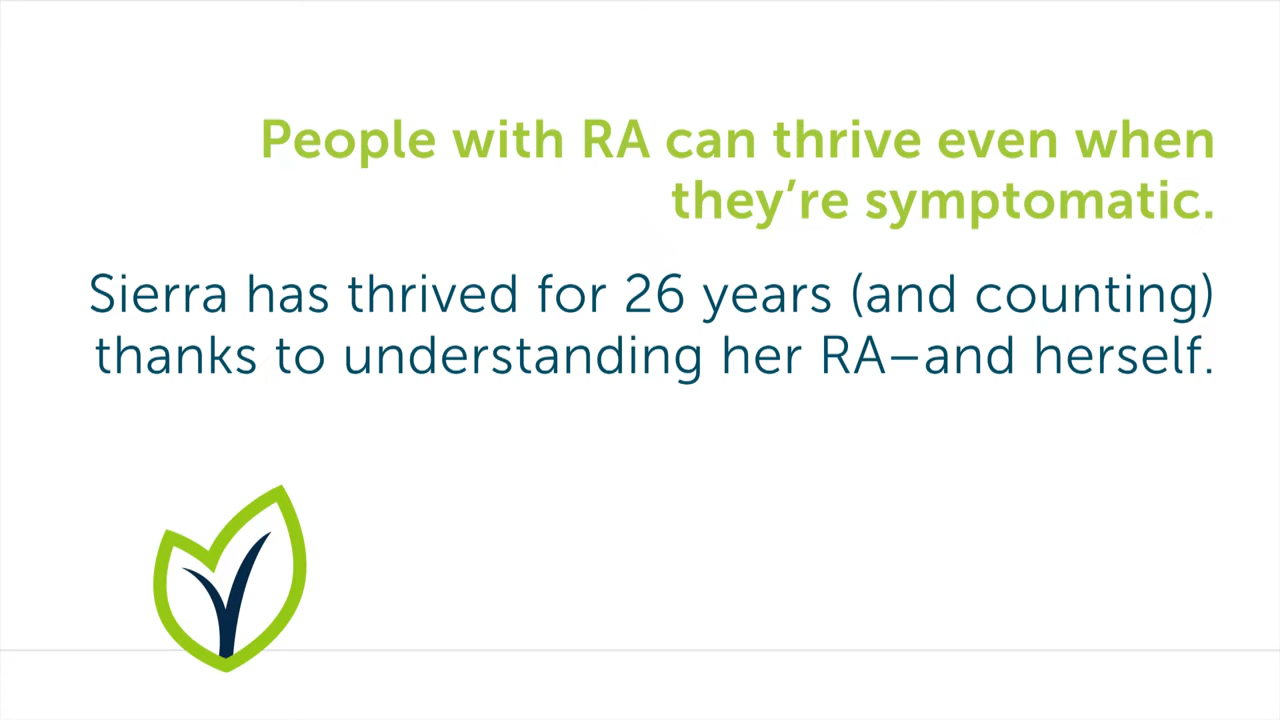 People with RA can thrive even when
they’re symptomatic.
Sierra has thrived for 26 years (and counting)
thanks to understanding her RA–and herself.